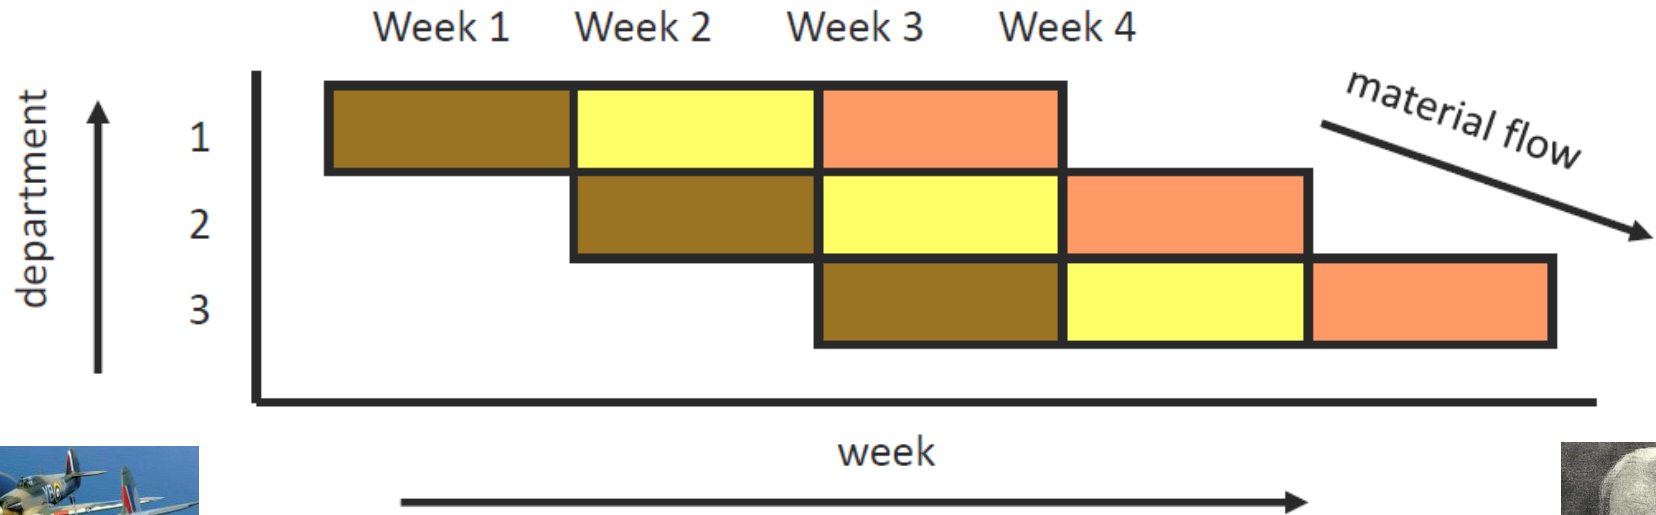 Week 1 Week 2 Week 3 Week 4
department
1
2
3
material flow
week